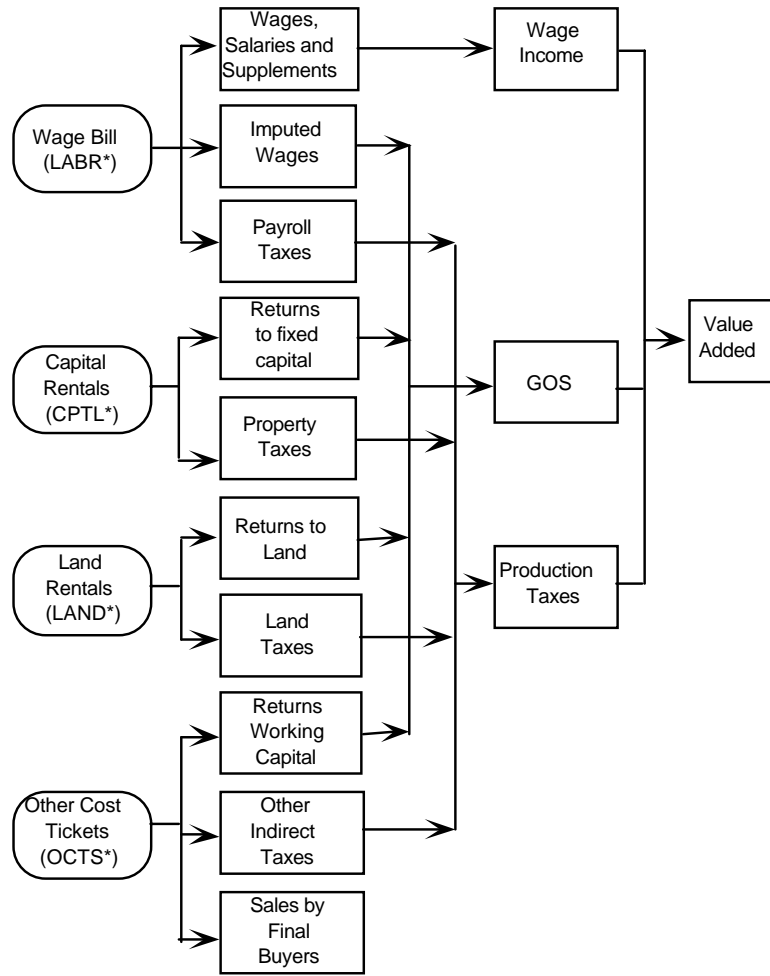 Wages,
Salaries and
Supplements
Wage
Income
Wage Bill
(LABR*)
Imputed
Wages
Payroll
Taxes
Returns
to fixed
capital
Capital
Rentals
(CPTL*)
Property
Taxes
GOS
Value
Added
Returns to
Land
Land
Rentals
(LAND*)
Land
Taxes
Production
Taxes
Returns
Working
Capital
Other Cost
Tickets
(OCTS*)
Other
Indirect
Taxes
Sales by
Final
Buyers